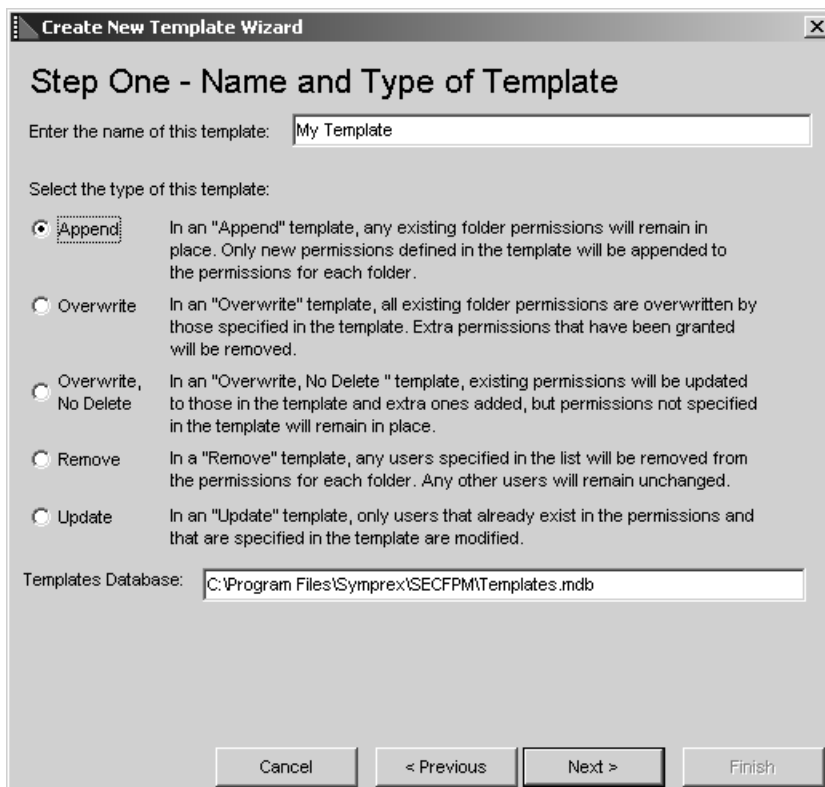 Create New Template Wizard
Step One - Name and Type of Template
Enter the name of this template: My Template
Select the type of this template:
Append In an "Append" template, any existing folder permissions will remain in
place. Only new permissions defined in the template will be appended to
the permissions for each folder.
Overwrite In an "Overwrite" template, all existing folder permissions are overwritten by
those specified in the template. Extra permissions that have been granted
will be removed.
Overwrite, In an "Overwrite, No Delete " template, existing permissions will be updated
No Delete to those in the template and extra ones added, but permissions not specified
in the template will remain in place.
Remove In a "Remove" template, any users specified in the list will be removed from
the permissions for each folder. Any other users will remain unchanged.
Update In an "Update" template, only users that already exist in the permissions and
that are specified in the template are modified.
Templates Database: C:\Program Files\Symprex\SECFPM\Templates.mdb
Cancel < Previous Next > Finish